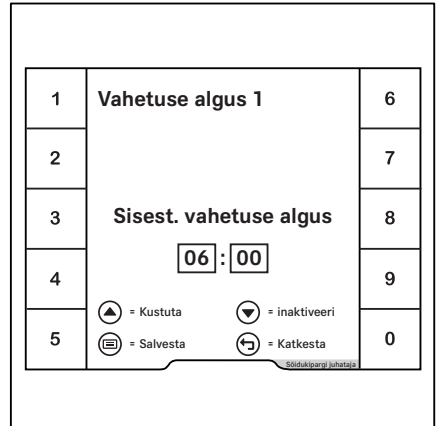 1
Vahetuse algus 1
6
2
7
3
Sisest. vahetuse algus
8
06 : 00
4
9
= Kustuta
= inaktiveeri
5
= Salvesta
= Katkesta
0
Sõidukipargi juhataja